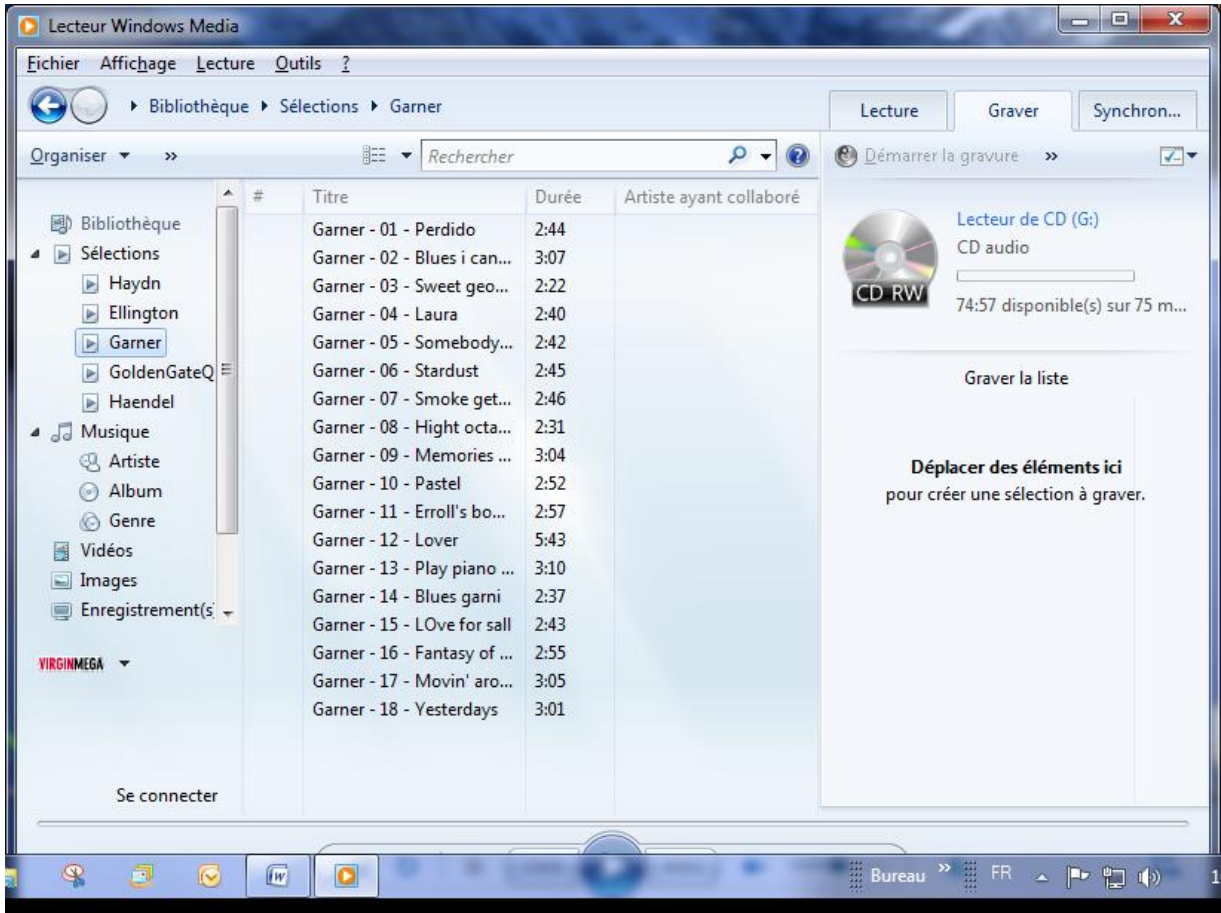 Lecteur Windows Media
Fichier Affichage Lecture Outils ?
Bibliothèque Sélections Garner
Lecture Graver Synchron...
Organiser » Rechercher Démarrer la gravure »
Bibliothèque
Sélections
Haydn
Ellington
Garner
GoldenGateQ
Haendel
Musique
Artiste
Album
Genre
Vidéos
Images
Enregistrement(s
VIRGINMEGA
Se connecter
# Titre Durée Artiste ayant collaboré
Garner - 01 - Perdido 2:44
Garner - 02 - Blues i can... 3:07
Garner - 03 - Sweet geo... 2:22
Garner - 04 - Laura 2:40
Garner - 05 - Somebody... 2:42
Garner - 06 - Stardust 2:45
Garner - 07 - Smoke get... 2:46
Garner - 08 - Hight octa... 2:31
Garner - 09 - Memories ... 3:04
Garner - 10 - Pastel 2:52
Garner - 11 - Erroll's bo... 2:57
Garner - 12 - Lover 5:43
Garner - 13 - Play piano ... 3:10
Garner - 14 - Blues garni 2:37
Garner - 15 - LOve for sall 2:43
Garner - 16 - Fantasy of ... 2:55
Garner - 17 - Movin' aro... 3:05
Garner - 18 - Yesterdays 3:01
Lecteur de CD (G:)
CD audio
CD RW
74:57 disponible(s) sur 75 m...
Graver la liste
Déplacer des éléments ici
pour créer une sélection à graver.
Bureau » FR 1